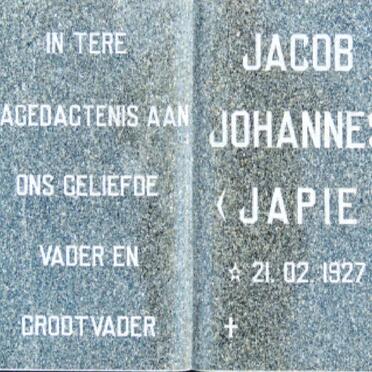 IN TERE
AGEDAGTENIS AAN
ONS GELIEFDE
VADER EN
GROOTVADER
JACOB
JOHANNES
(JAPIE
☆ 21. 02. 1927
✝